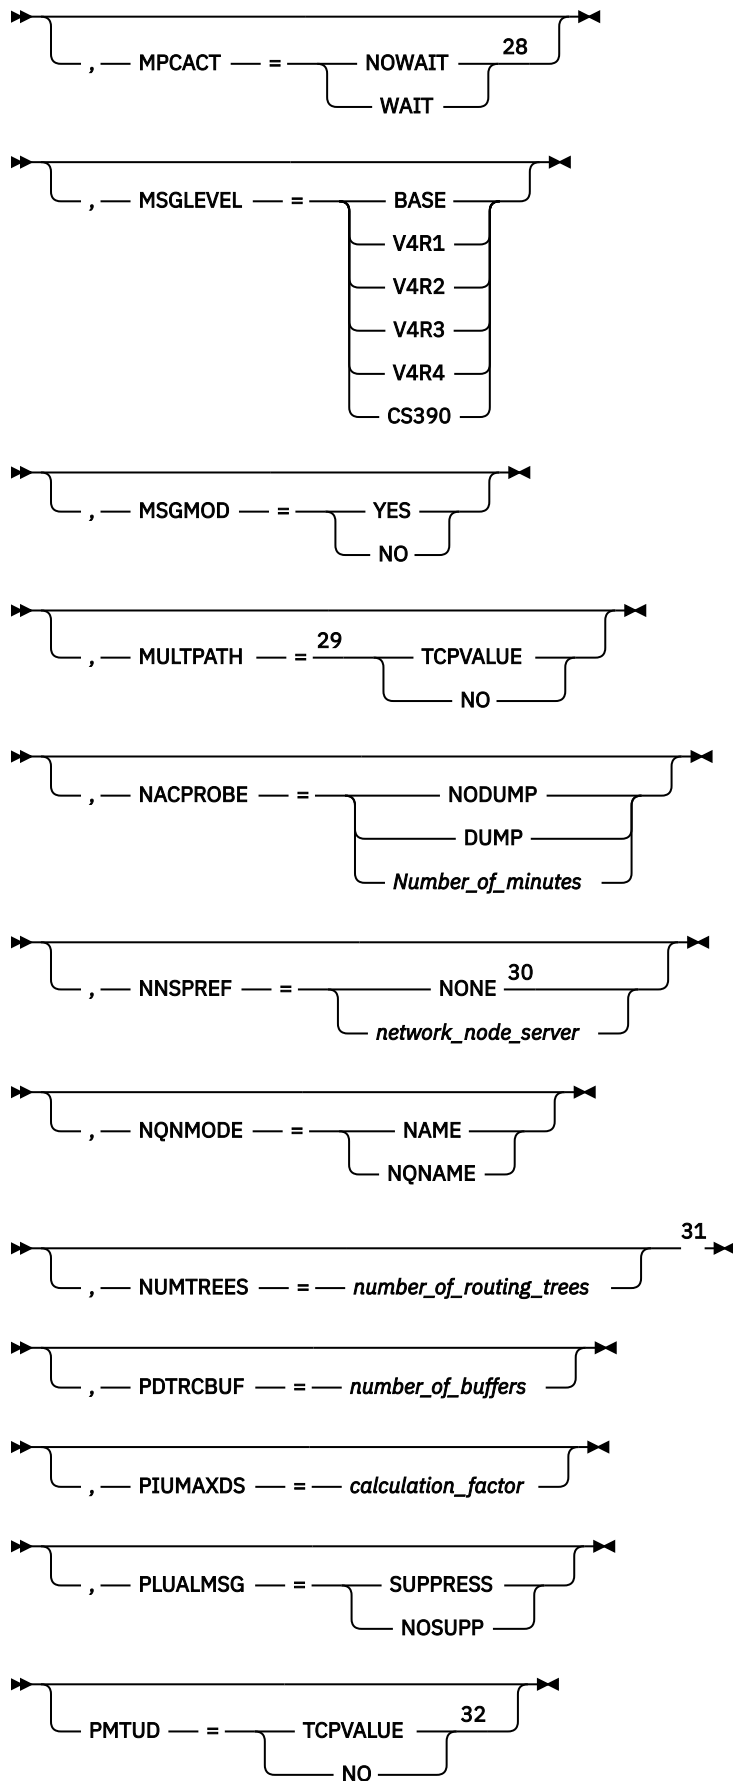 28
, MPCACT = NOWAIT
WAIT
, MSGLEVEL = BASE
V4R1
V4R2
V4R3
V4R4
CS390
, MSGMOD = YES
NO
29
, MULTPATH = TCPVALUE
NO
, NACPROBE = NODUMP
DUMP
Number_of_minutes
30
, NNSPREF = NONE
network_node_server
, NQNMODE = NAME
NQNAME
31
, NUMTREES = number_of_routing_trees
, PDTRCBUF = number_of_buffers
, PIUMAXDS = calculation_factor
, PLUALMSG = SUPPRESS
NOSUPP
32
PMTUD = TCPVALUE
NO